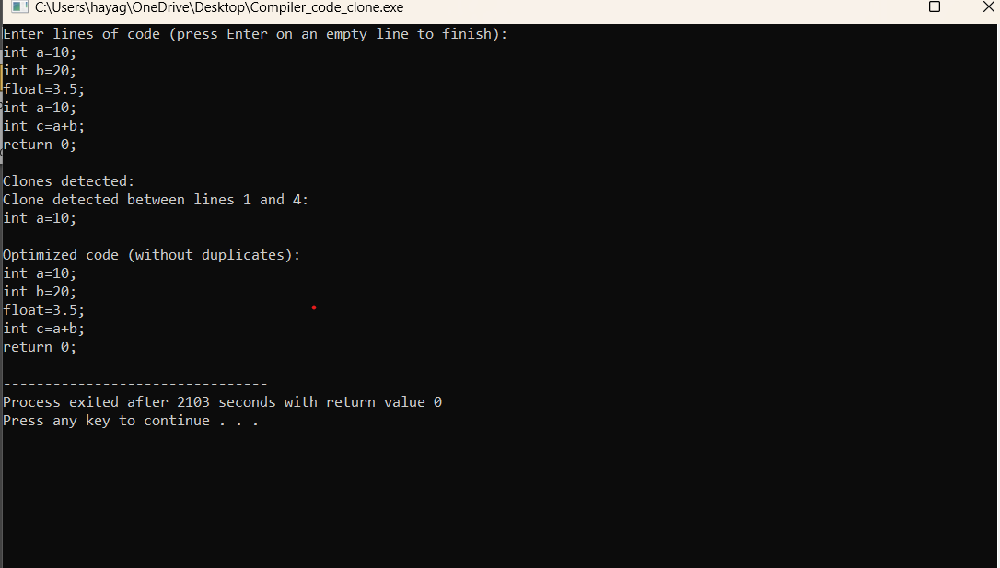 C:\Users\hayag\OneDrive\Desktop\Compiler_code_clone.exe
Enter lines of code (press Enter on an empty line to finish):
int a=10;
int b=20;
float=3.5;
int a=10;
int c=a+b;
return 0;
Clones detected:
Clone detected between lines 1 and 4:
int a=10;
Optimized code (without duplicates):
int a=10;
int b=20;
float=3.5;
int c=a+b;
return 0;
--------------------------------
Process exited after 2103 seconds with return value 0
Press any key to continue . . .